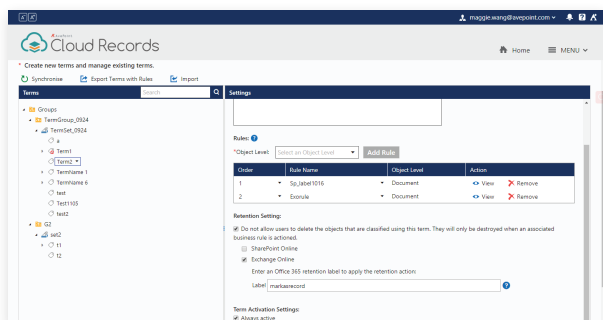 maggie.wang@avepoint.com
AvePoint
Cloud Records
Home
MENU
* Create new terms and manage existing terms.
Synchronise
Export Terms with Rules
Import
Terms
Search
Settings
Groups
TermGroup_0924
TermSet_0924
a
Term1
Term2
TermName 1
TermName 6
test
Test1105
test2
G2
set2
t1
t2
Rules:
*Object Level: Select an Object Level Add Rule
Order Rule Name Object Level Action
1 Sp_label1016 Document View Remove
2 Exorule Document View Remove
Retention Setting:
Do not allow users to delete the objects that are classified using this term. They will only be destroyed when an associated
business rule is actioned.
SharePoint Online
Exchange Online
Enter an Office 365 retention label to apply the retention action:
Label markasrecord
Term Activation Settings:
Always active